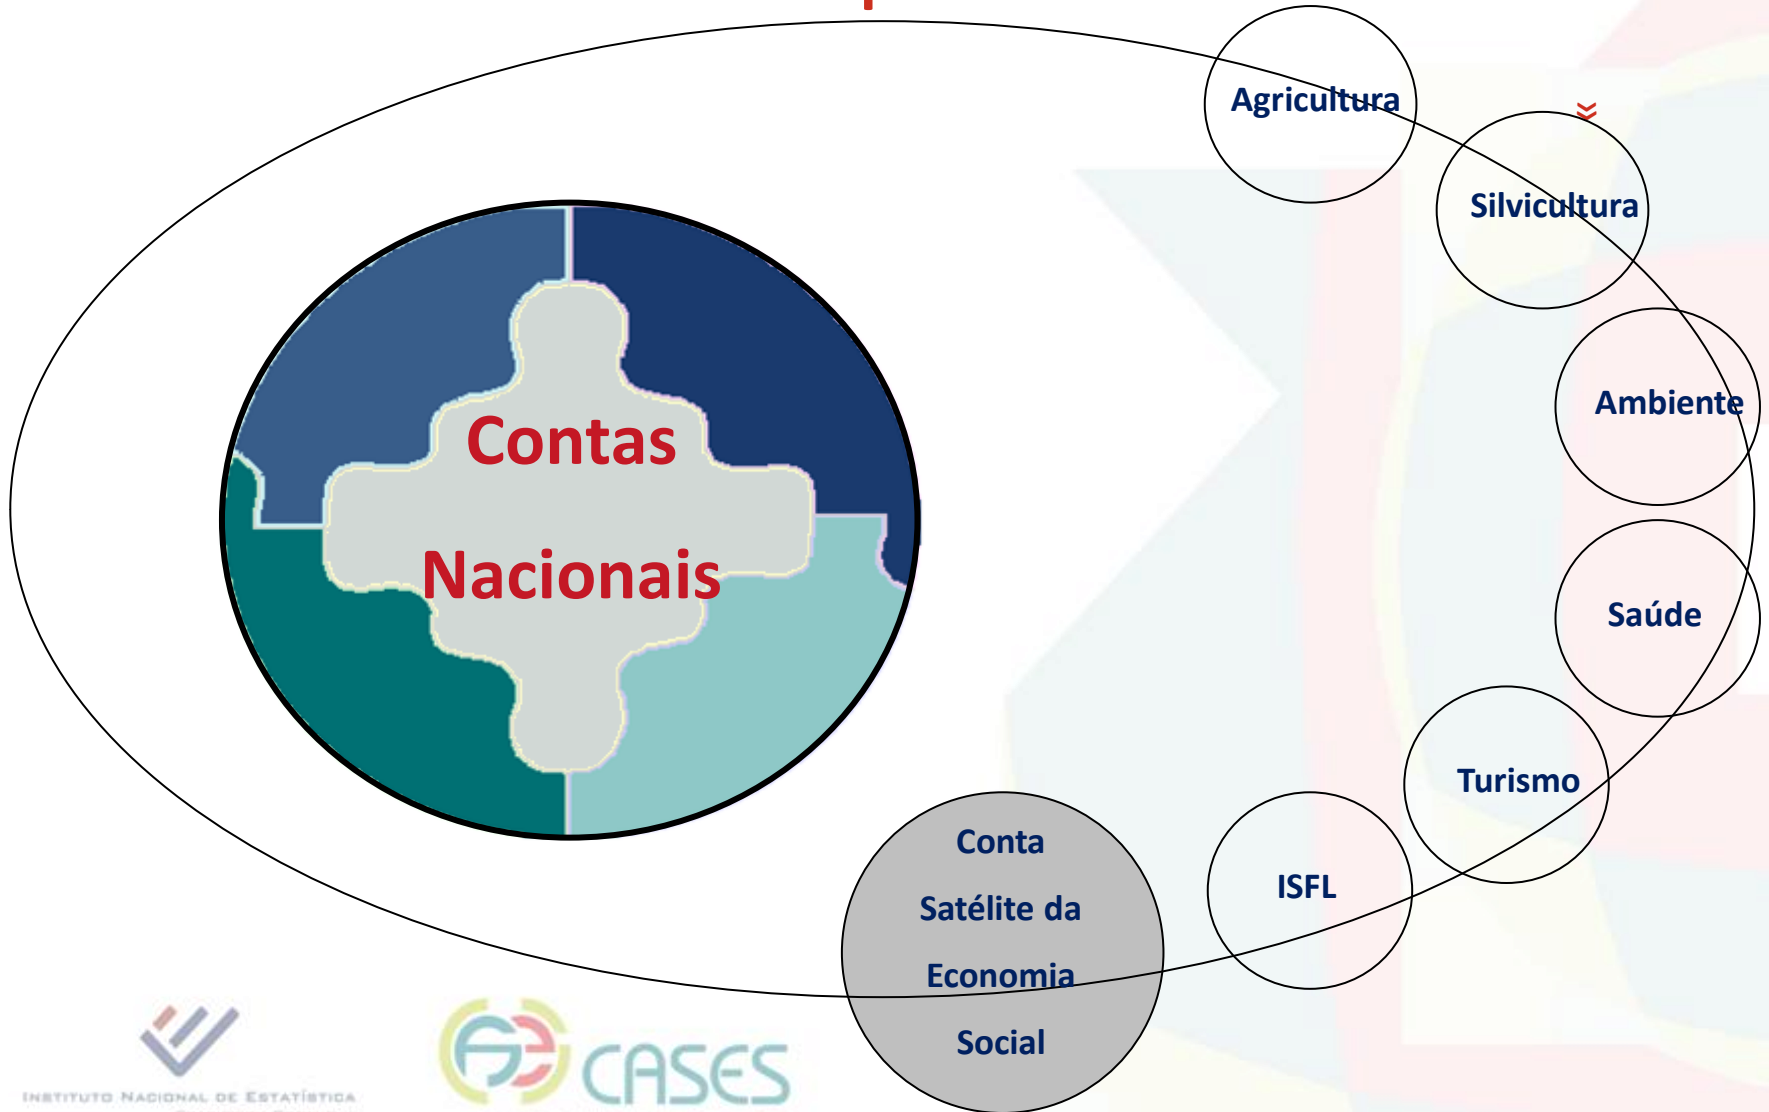 Agricultura
Silvicultura
Ambiente
Contas
Nacionais
Saúde
Turismo
Conta
Satélite da
Economia
Social
ISFL
INSTITUTO NACIONAL DE ESTATÍSTICA
CASES